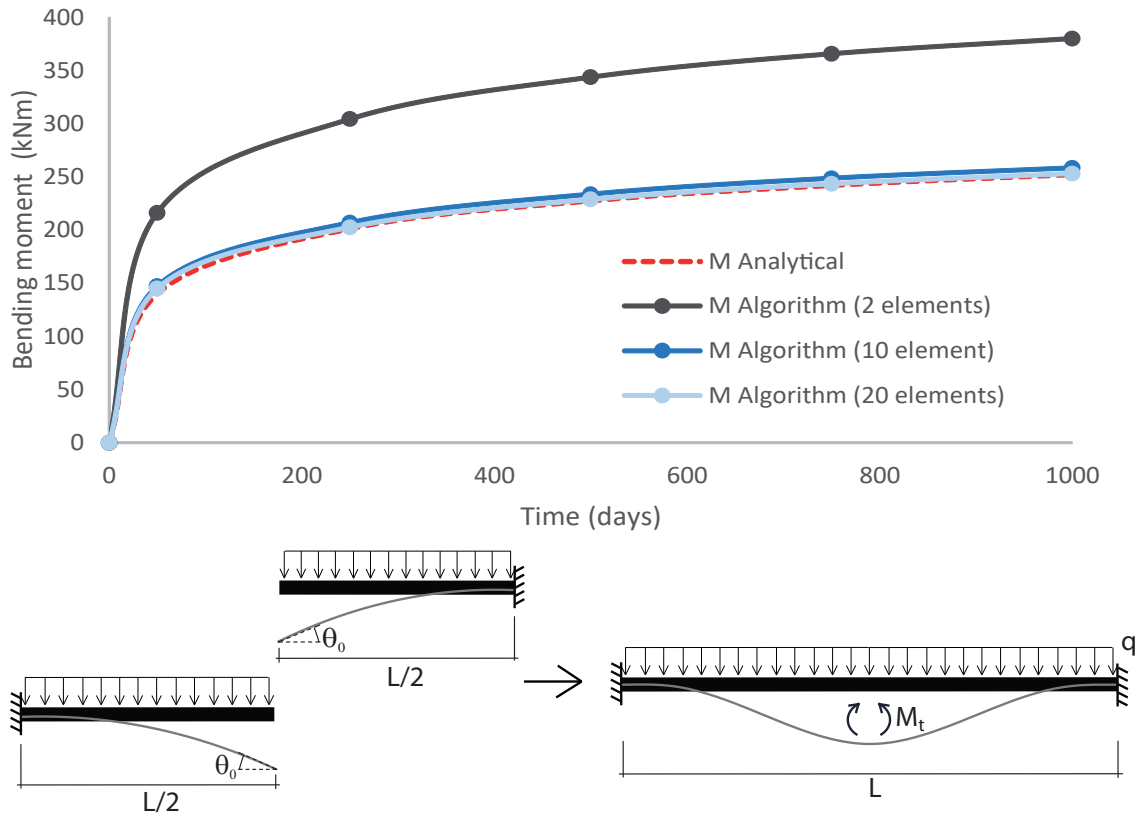 400
350
300
250
200
150
100
50
0
Bending moment (kNm)
0
200
400
600
800
1000
Time (days)
M Analytical
M Algorithm (2 elements)
M Algorithm (10 element)
M Algorithm (20 elements)
θ₀
L/2
θ₀
L/2
q
Mₜ
L